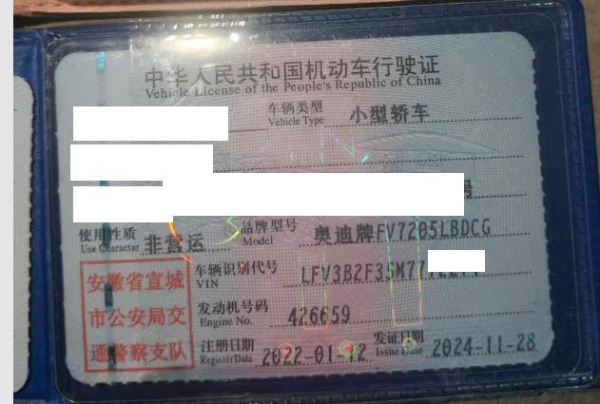 中华人民共和国机动车行驶证
Vehicle License of the People's Republic of China
车辆类型 小型轿车
Vehicle Type
使用性质 非营运
Use Character
品牌型号 奥迪牌FV7205LBDCG
Model
车辆识别代号 LFV3B2F35M77
VIN
发动机号码 426659
Engine No.
注册日期 2022-01-12
Register Date
发证日期 2024-11-28
Issue Date
安徽省宣城
市公安局交
通警察支队